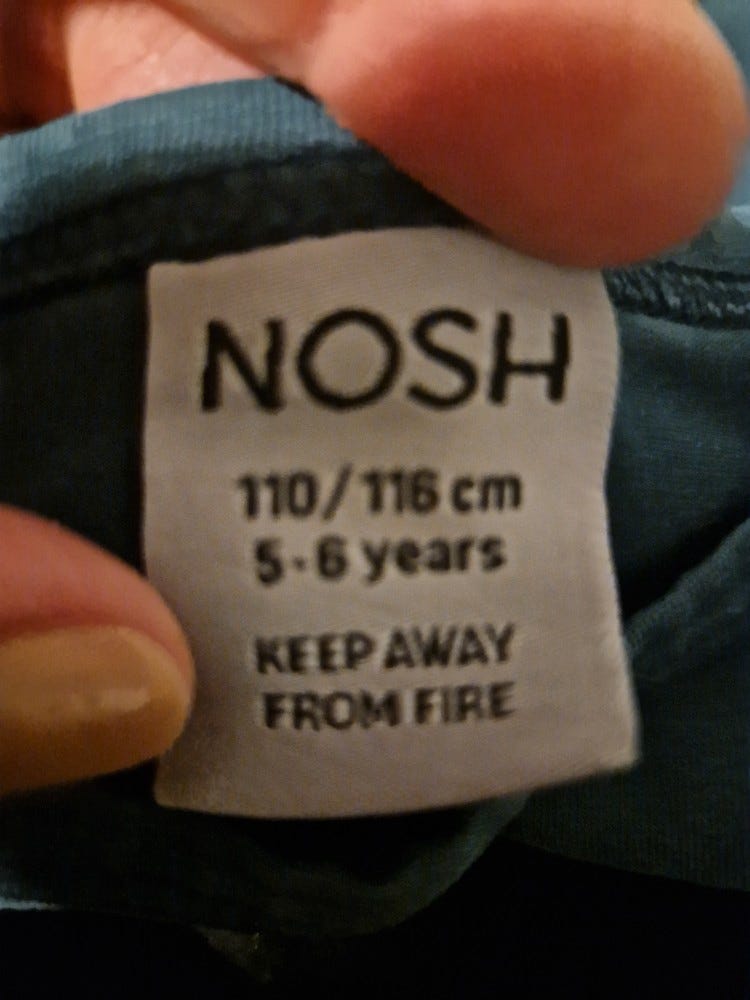 NOSH
110/116 cm
5-6 years
KEEP AWAY
FROM FIRE